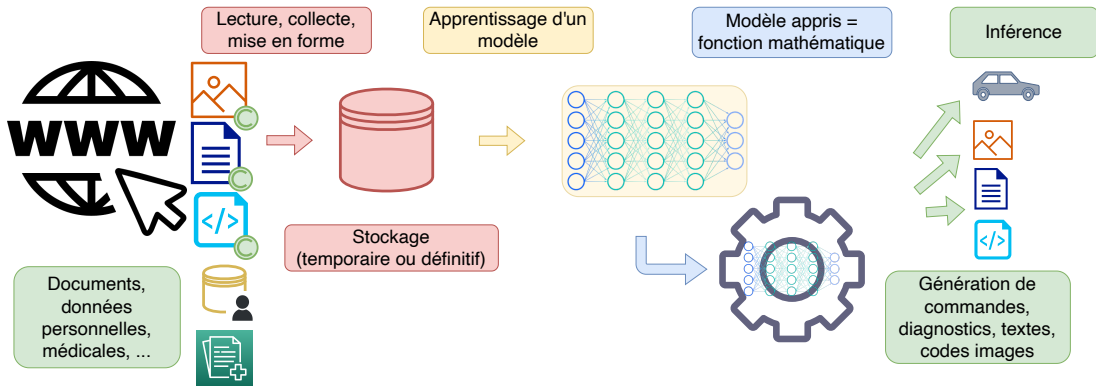 Lecture, collecte,
mise en forme
Apprentissage d'un
modèle
Modèle appris =
fonction mathématique
Inférence
www
C
C
</>
C
Stockage
(temporaire ou définitif)
Documents,
données
personnelles,
médicales, ...
</>
Génération de
commandes,
diagnostics, textes,
codes images